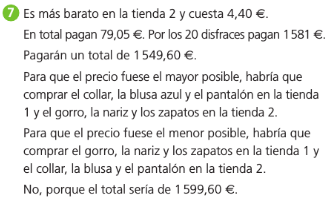 7 Es más barato en la tienda 2 y cuesta 4,40 €.
En total pagan 79,05 €. Por los 20 disfraces pagan 1 581 €.
Pagarán un total de 1 549,60 €.
Para que el precio fuese el mayor posible, habría que
comprar el collar, la blusa azul y el pantalón en la tienda
1 y el gorro, la nariz y los zapatos en la tienda 2.
Para que el precio fuese el menor posible, habría que
comprar el gorro, la nariz y los zapatos en la tienda 1 y
el collar, la blusa y el pantalón en la tienda 2.
No, porque el total sería de 1 599,60 €.